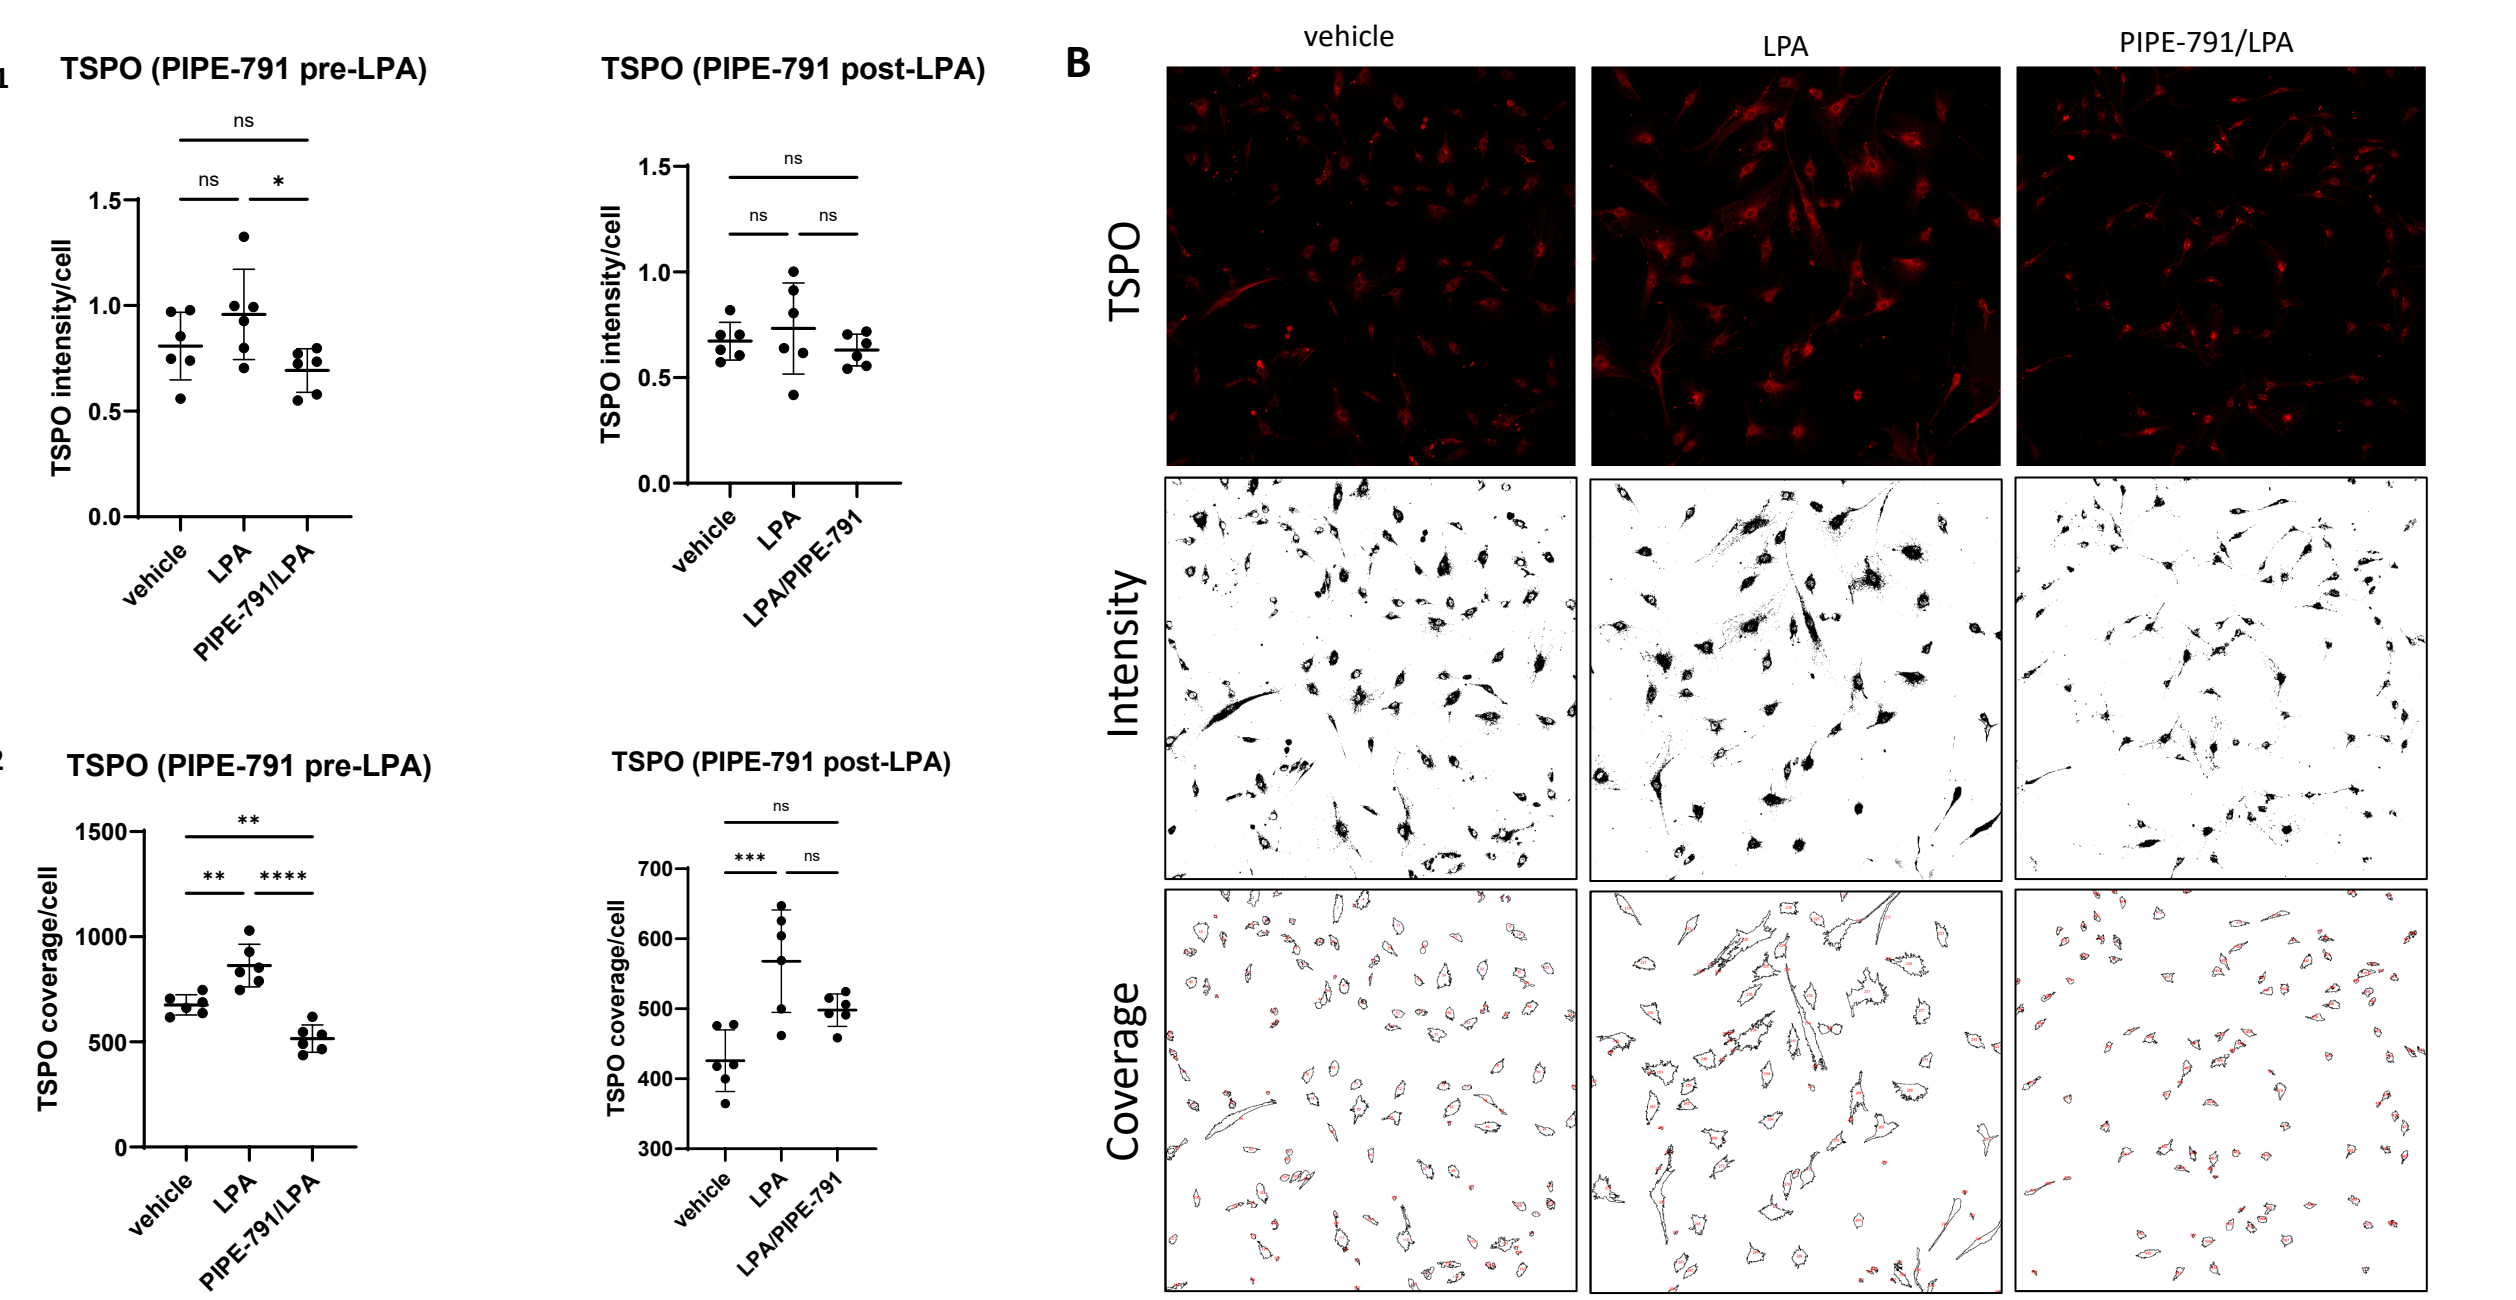 1
TSPO (PIPE-791 pre-LPA)
ns
ns
*
1.5
1.0
0.5
0.0
TSPO intensity/cell
vehicle
LPA
PIPE-791/LPA
TSPO (PIPE-791 post-LPA)
ns
ns
ns
1.5
1.0
0.5
0.0
TSPO intensity/cell
vehicle
LPA
LPA/PIPE-791
2
TSPO (PIPE-791 pre-LPA)
**
**
****
1500
1000
500
0
TSPO coverage/cell
vehicle
LPA
PIPE-791/LPA
TSPO (PIPE-791 post-LPA)
ns
***
ns
700
600
500
400
300
TSPO coverage/cell
vehicle
LPA
LPA/PIPE-791
B
vehicle
LPA
PIPE-791/LPA
TSPO
Intensity
Coverage